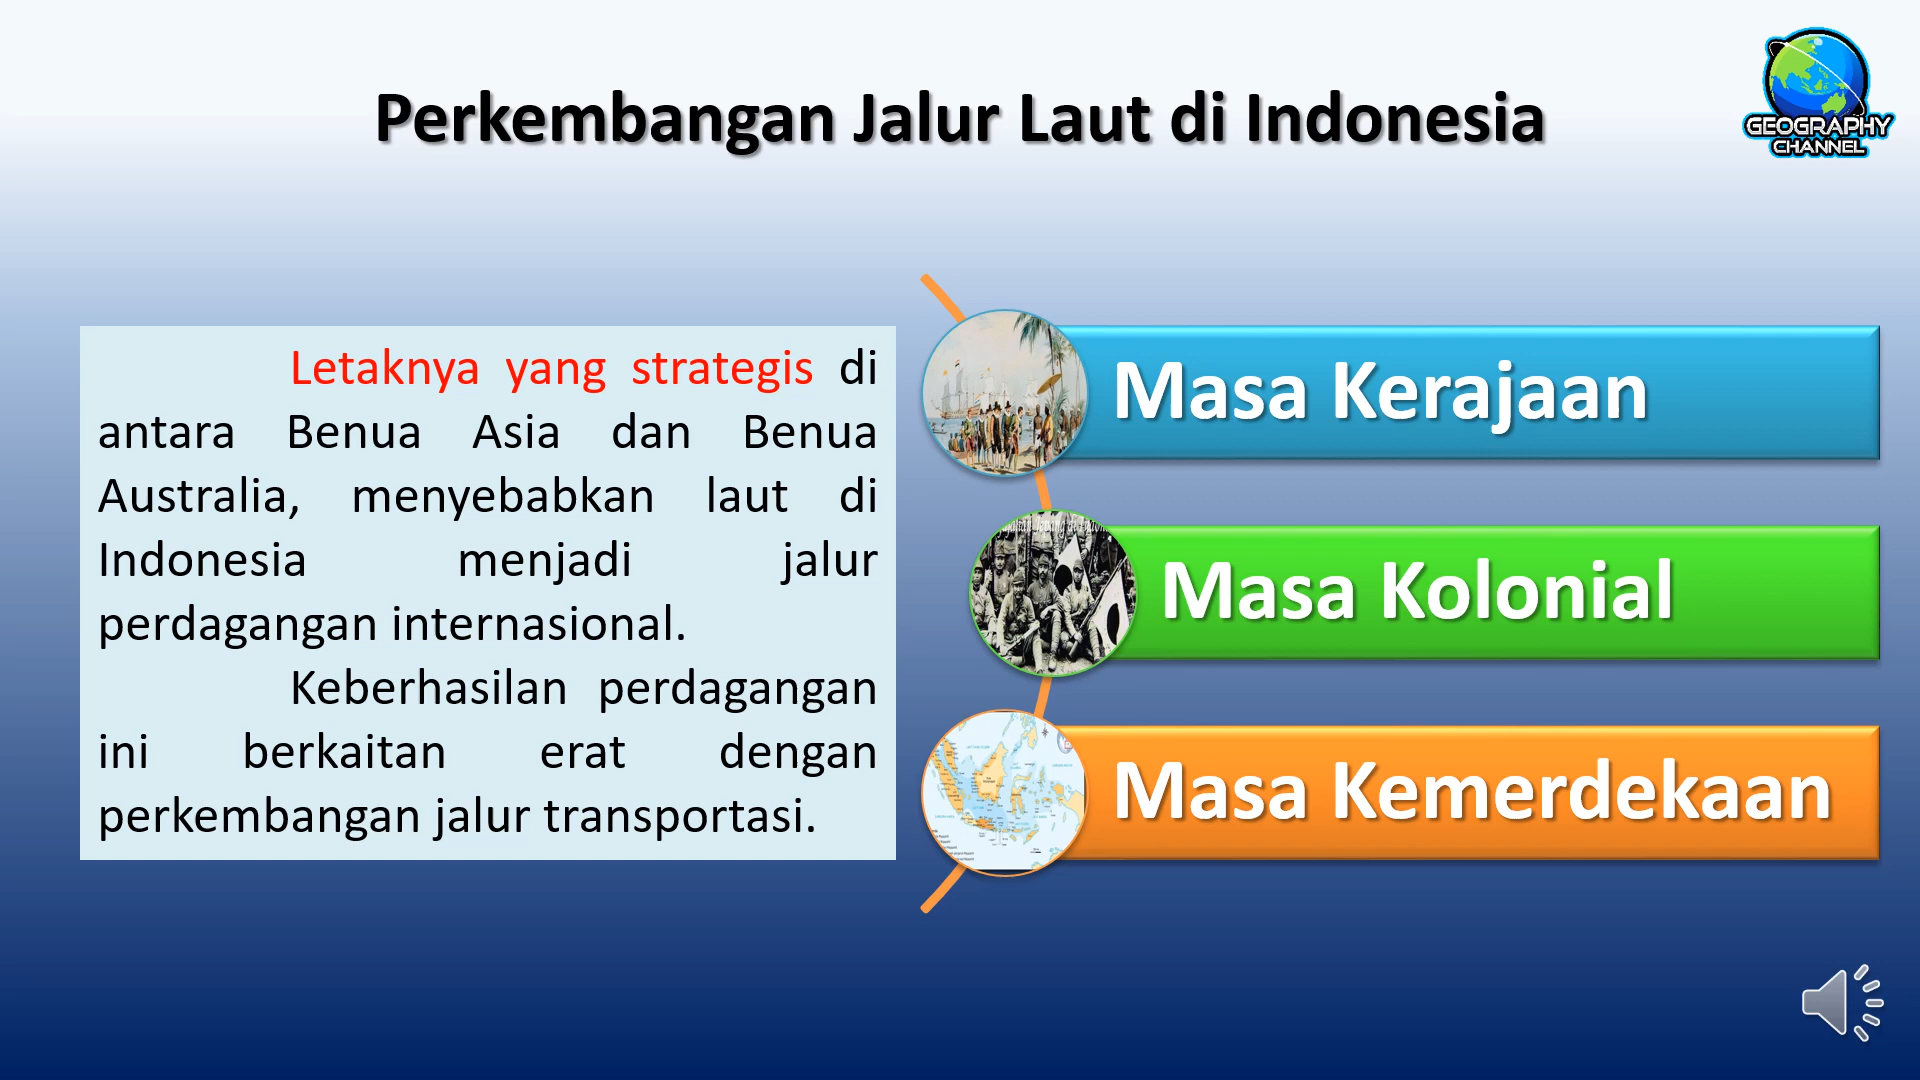 Perkembangan Jalur Laut di Indonesia
GEOGRAPHY
CHANNEL
Letaknya yang strategis di
antara Benua Asia dan Benua
Australia, menyebabkan laut di
Indonesia menjadi jalur
perdagangan internasional.
Keberhasilan perdagangan
ini berkaitan erat dengan
perkembangan jalur transportasi.
Masa Kerajaan
Masa Kolonial
Masa Kemerdekaan